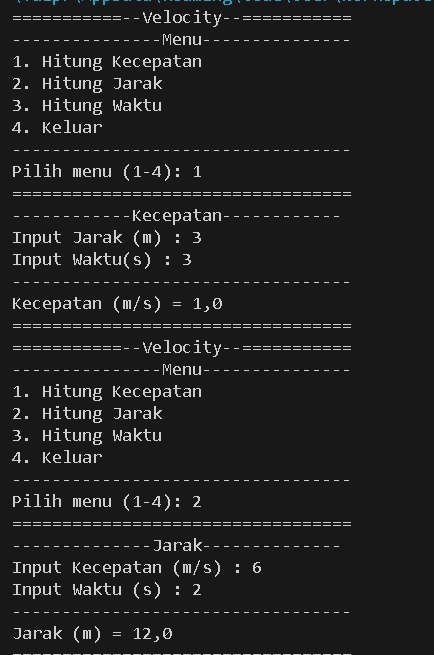 ===========--Velocity--===========
---------------Menu---------------
1. Hitung Kecepatan
2. Hitung Jarak
3. Hitung Waktu
4. Keluar
----------------------------------
Pilih menu (1-4): 1
==================================
------------Kecepatan------------
Input Jarak (m) : 3
Input Waktu(s) : 3
----------------------------------
Kecepatan (m/s) = 1,0
==================================
===========--Velocity--===========
---------------Menu---------------
1. Hitung Kecepatan
2. Hitung Jarak
3. Hitung Waktu
4. Keluar
----------------------------------
Pilih menu (1-4): 2
==================================
--------------Jarak--------------
Input Kecepatan (m/s) : 6
Input Waktu (s) : 2
----------------------------------
Jarak (m) = 12,0
==================================